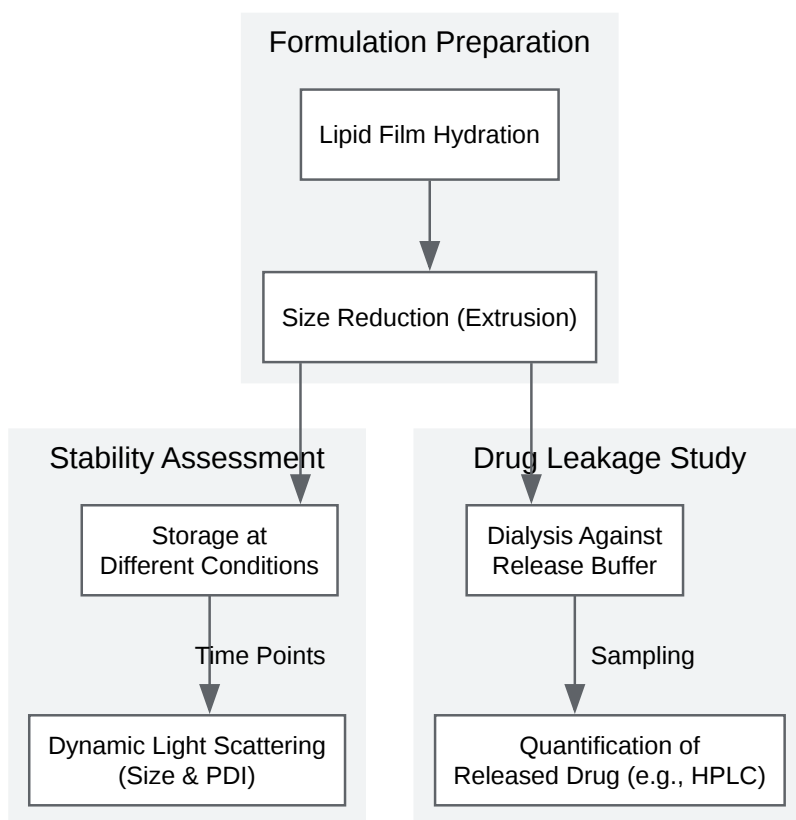 Formulation Preparation
Lipid Film Hydration
Size Reduction (Extrusion)
Stability Assessment
Storage at
Different Conditions
Time Points
Dynamic Light Scattering
(Size & PDI)
Drug Leakage Study
Dialysis Against
Release Buffer
Sampling
Quantification of
Released Drug (e.g., HPLC)